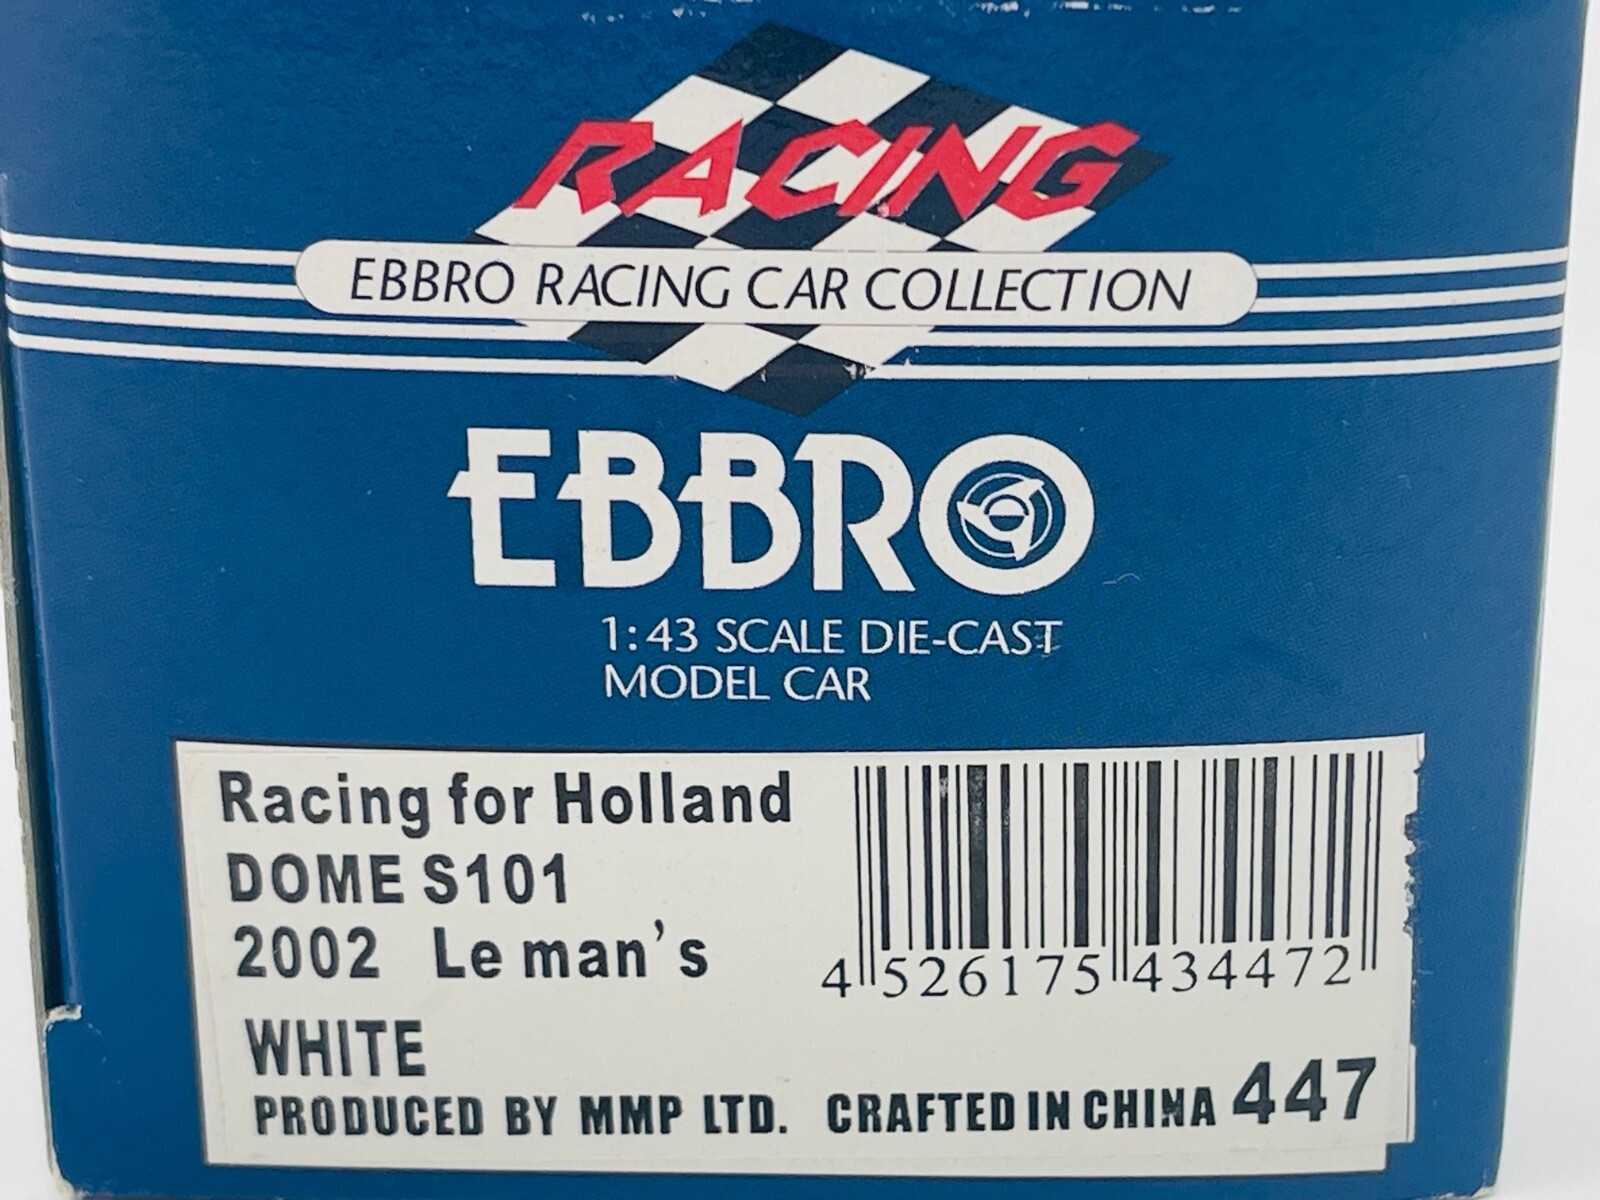 RACING
EBBRO RACING CAR COLLECTION
EBBRO
1:43 SCALE DIE-CAST
MODEL CAR
Racing for Holland
DOME S101
2002 Le man's
4 526175 434472
WHITE
PRODUCED BY MMP LTD. CRAFTED IN CHINA 447